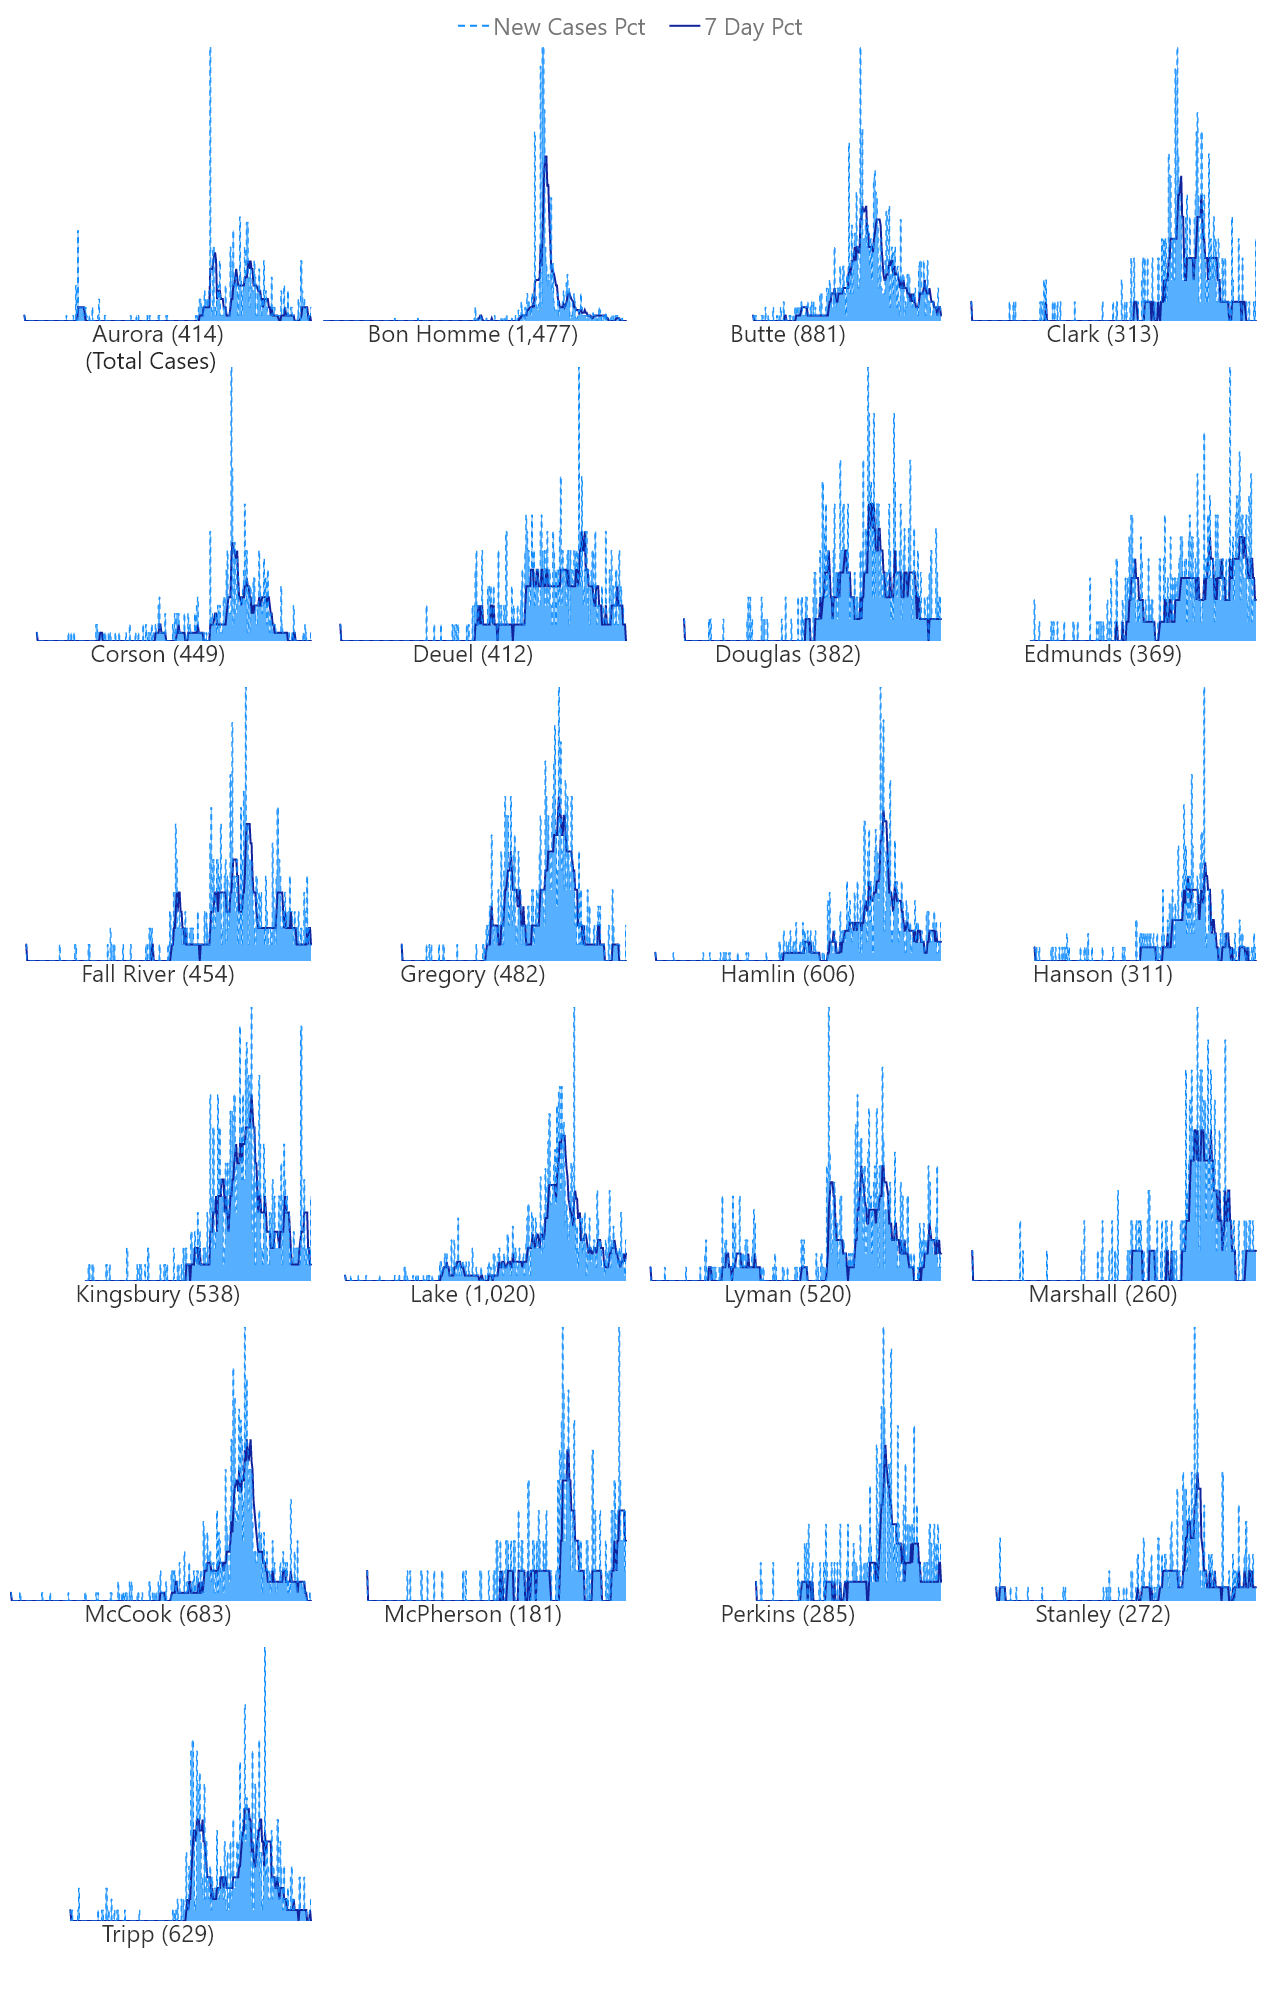 New Cases Pct 7 Day Pct
Aurora (414) Bon Homme (1,477) Butte (881) Clark (313)
(Total Cases)
Corson (449) Deuel (412) Douglas (382) Edmunds (369)
Fall River (454) Gregory (482) Hamlin (606) Hanson (311)
Kingsbury (538) Lake (1,020) Lyman (520) Marshall (260)
McCook (683) McPherson (181) Perkins (285) Stanley (272)
Tripp (629)